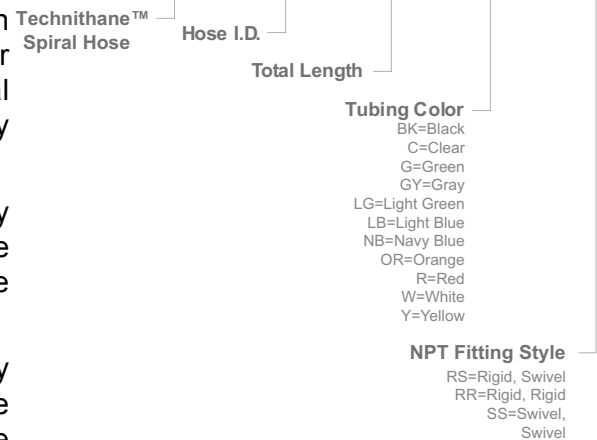 Technithane™
Spiral Hose
Hose I.D.
Total Length
Tubing Color
BK=Black
C=Clear
G=Green
GY=Gray
LG=Light Green
LB=Light Blue
NB=Navy Blue
OR=Orange
R=Red
W=White
Y=Yellow
NPT Fitting Style
RS=Rigid, Swivel
RR=Rigid, Rigid
SS=Swivel,
Swivel